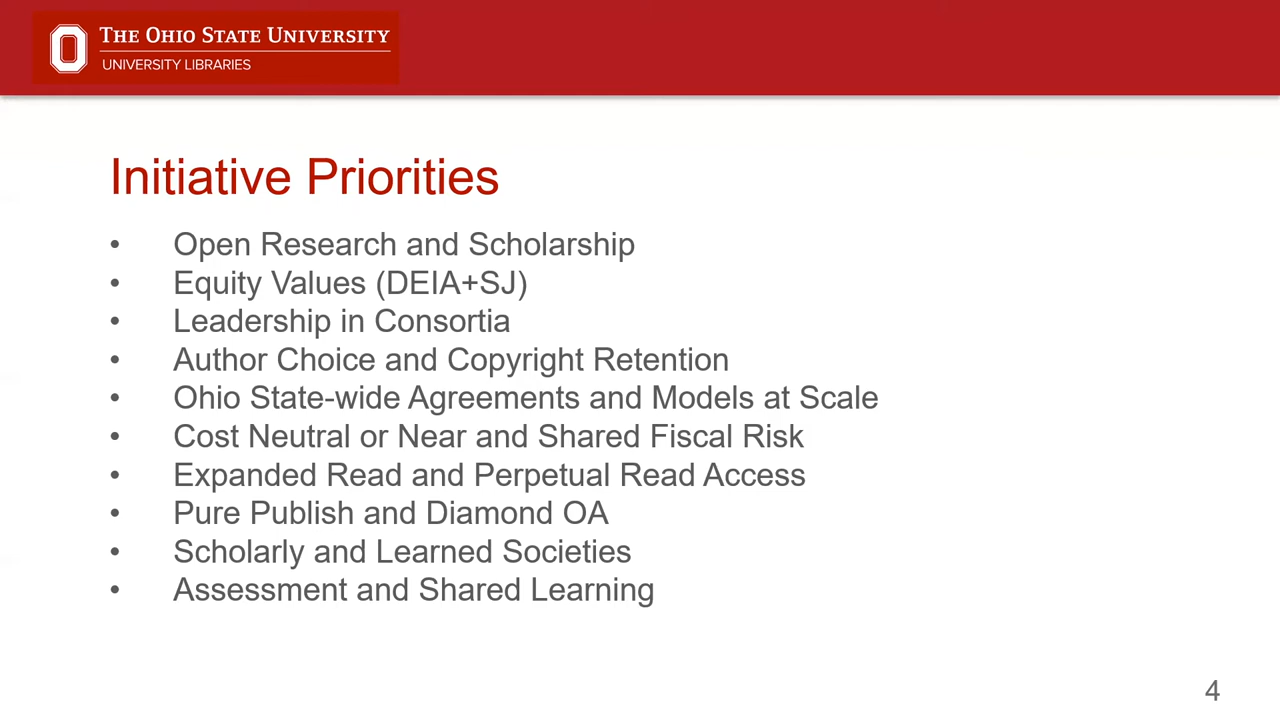 THE OHIO STATE UNIVERSITY
UNIVERSITY LIBRARIES
Initiative Priorities
• Open Research and Scholarship
• Equity Values (DEIA+SJ)
• Leadership in Consortia
• Author Choice and Copyright Retention
• Ohio State-wide Agreements and Models at Scale
• Cost Neutral or Near and Shared Fiscal Risk
• Expanded Read and Perpetual Read Access
• Pure Publish and Diamond OA
• Scholarly and Learned Societies
• Assessment and Shared Learning
4